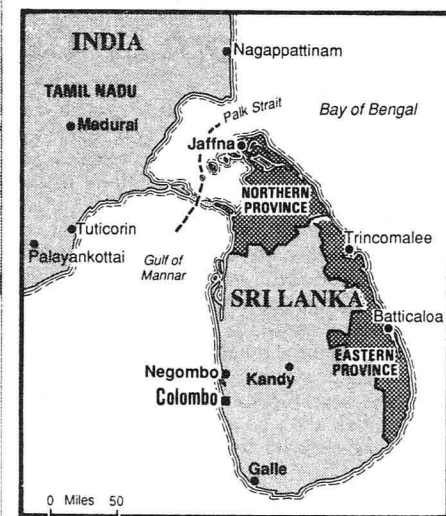 INDIA
Nagappattinam
TAMIL NADU
Madurai
Palk Strait
Bay of Bengal
Jaffna
NORTHERN
PROVINCE
Tuticorin
Palayankottai
Gulf of
Mannar
Trincomalee
SRI LANKA
Batticaloa
EASTERN
PROVINCE
Negombo
Kandy
Colombo
Galle
0 Miles 50